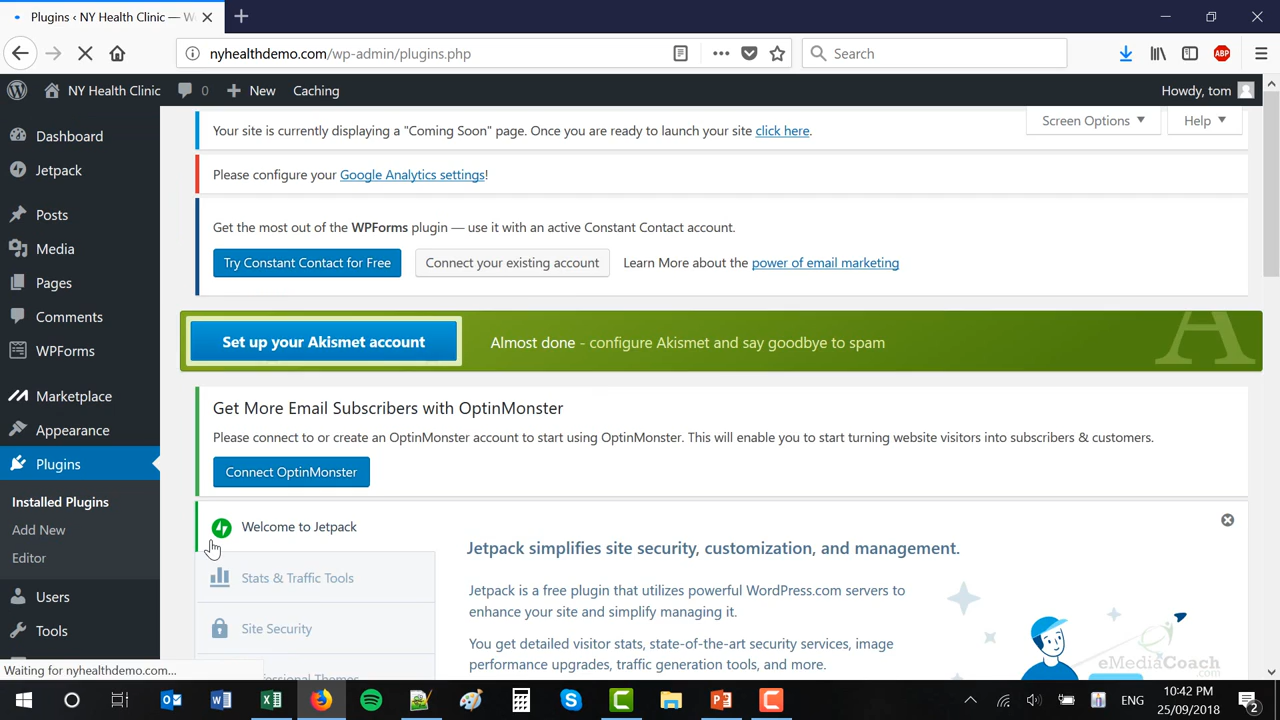 Plugins ‹ NY Health Clinic — W
nyhealthdemo.com/wp-admin/plugins.php
Search
NY Health Clinic
0
New
Caching
Howdy, tom
Dashboard
Jetpack
Posts
Media
Pages
Comments
WPForms
Marketplace
Appearance
Plugins
Installed Plugins
Add New
Editor
Users
Tools
Your site is currently displaying a "Coming Soon" page. Once you are ready to launch your site click here.
Screen Options
Help
Please configure your Google Analytics settings!
Get the most out of the WPForms plugin — use it with an active Constant Contact account.
Try Constant Contact for Free
Connect your existing account
Learn More about the power of email marketing
Set up your Akismet account
Almost done - configure Akismet and say goodbye to spam
A
Get More Email Subscribers with OptinMonster
Please connect to or create an OptinMonster account to start using OptinMonster. This will enable you to start turning website visitors into subscribers & customers.
Connect OptinMonster
Welcome to Jetpack
Stats & Traffic Tools
Site Security
Jetpack simplifies site security, customization, and management.
Jetpack is a free plugin that utilizes powerful WordPress.com servers to
enhance your site and simplify managing it.
You get detailed visitor stats, state-of-the-art security services, image
performance upgrades, traffic generation tools, and more.
eMediaCoach
Waiting for nyhealthdemo.com...
ABP
ENG
10:42 PM
25/09/2018
2